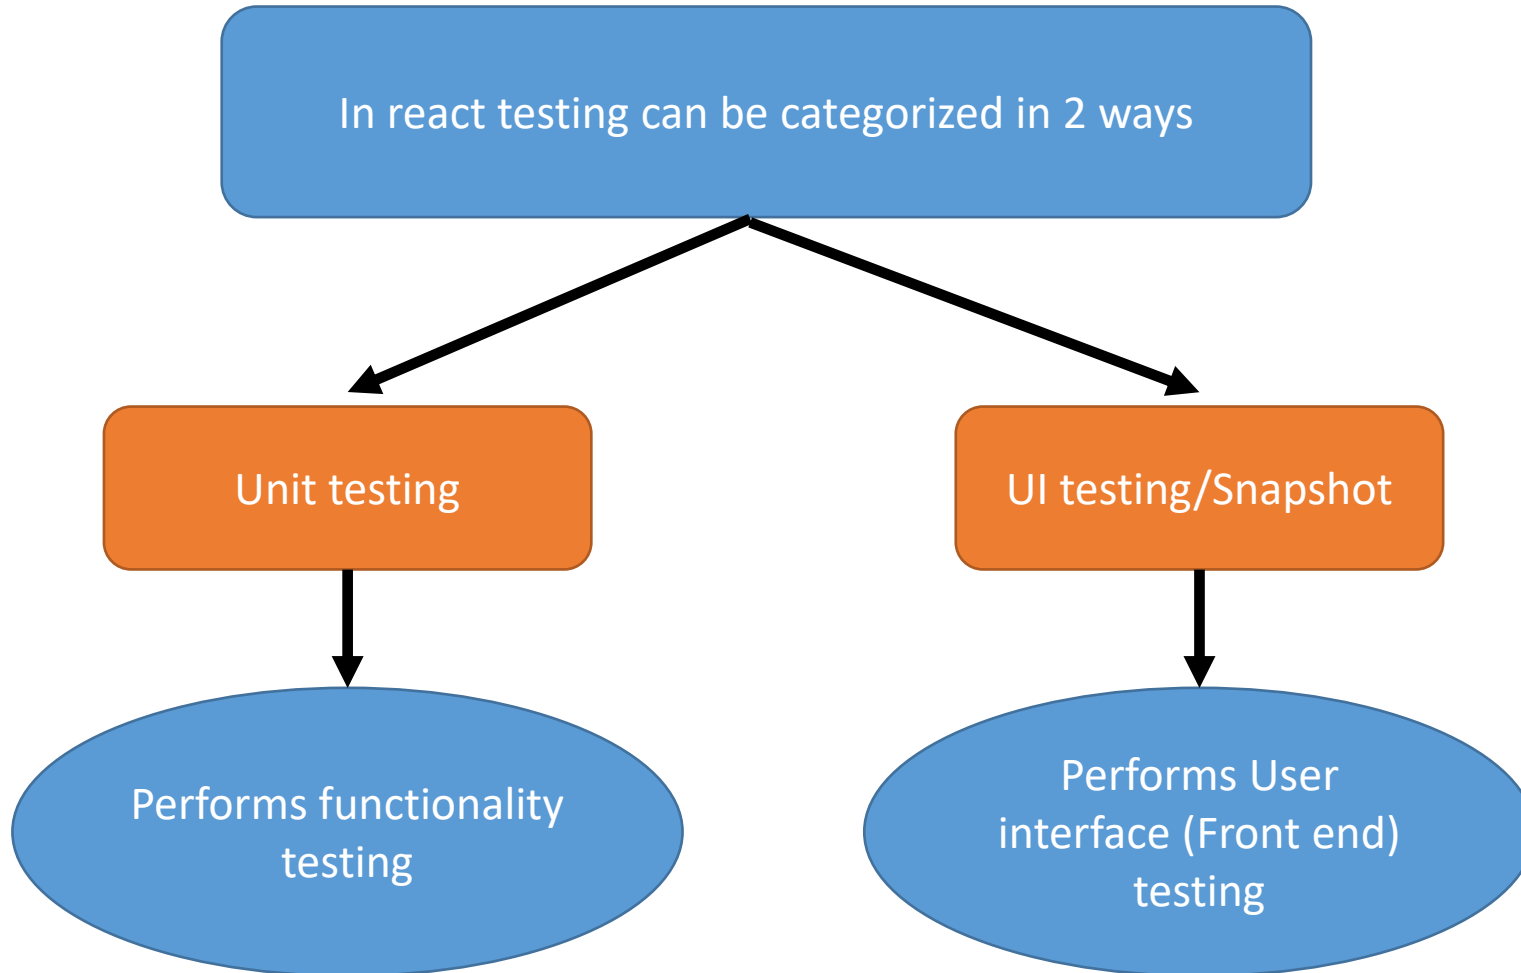 In react testing can be categorized in 2 ways
Unit testing
UI testing/Snapshot
Performs functionality
testing
Performs User
interface (Front end)
testing